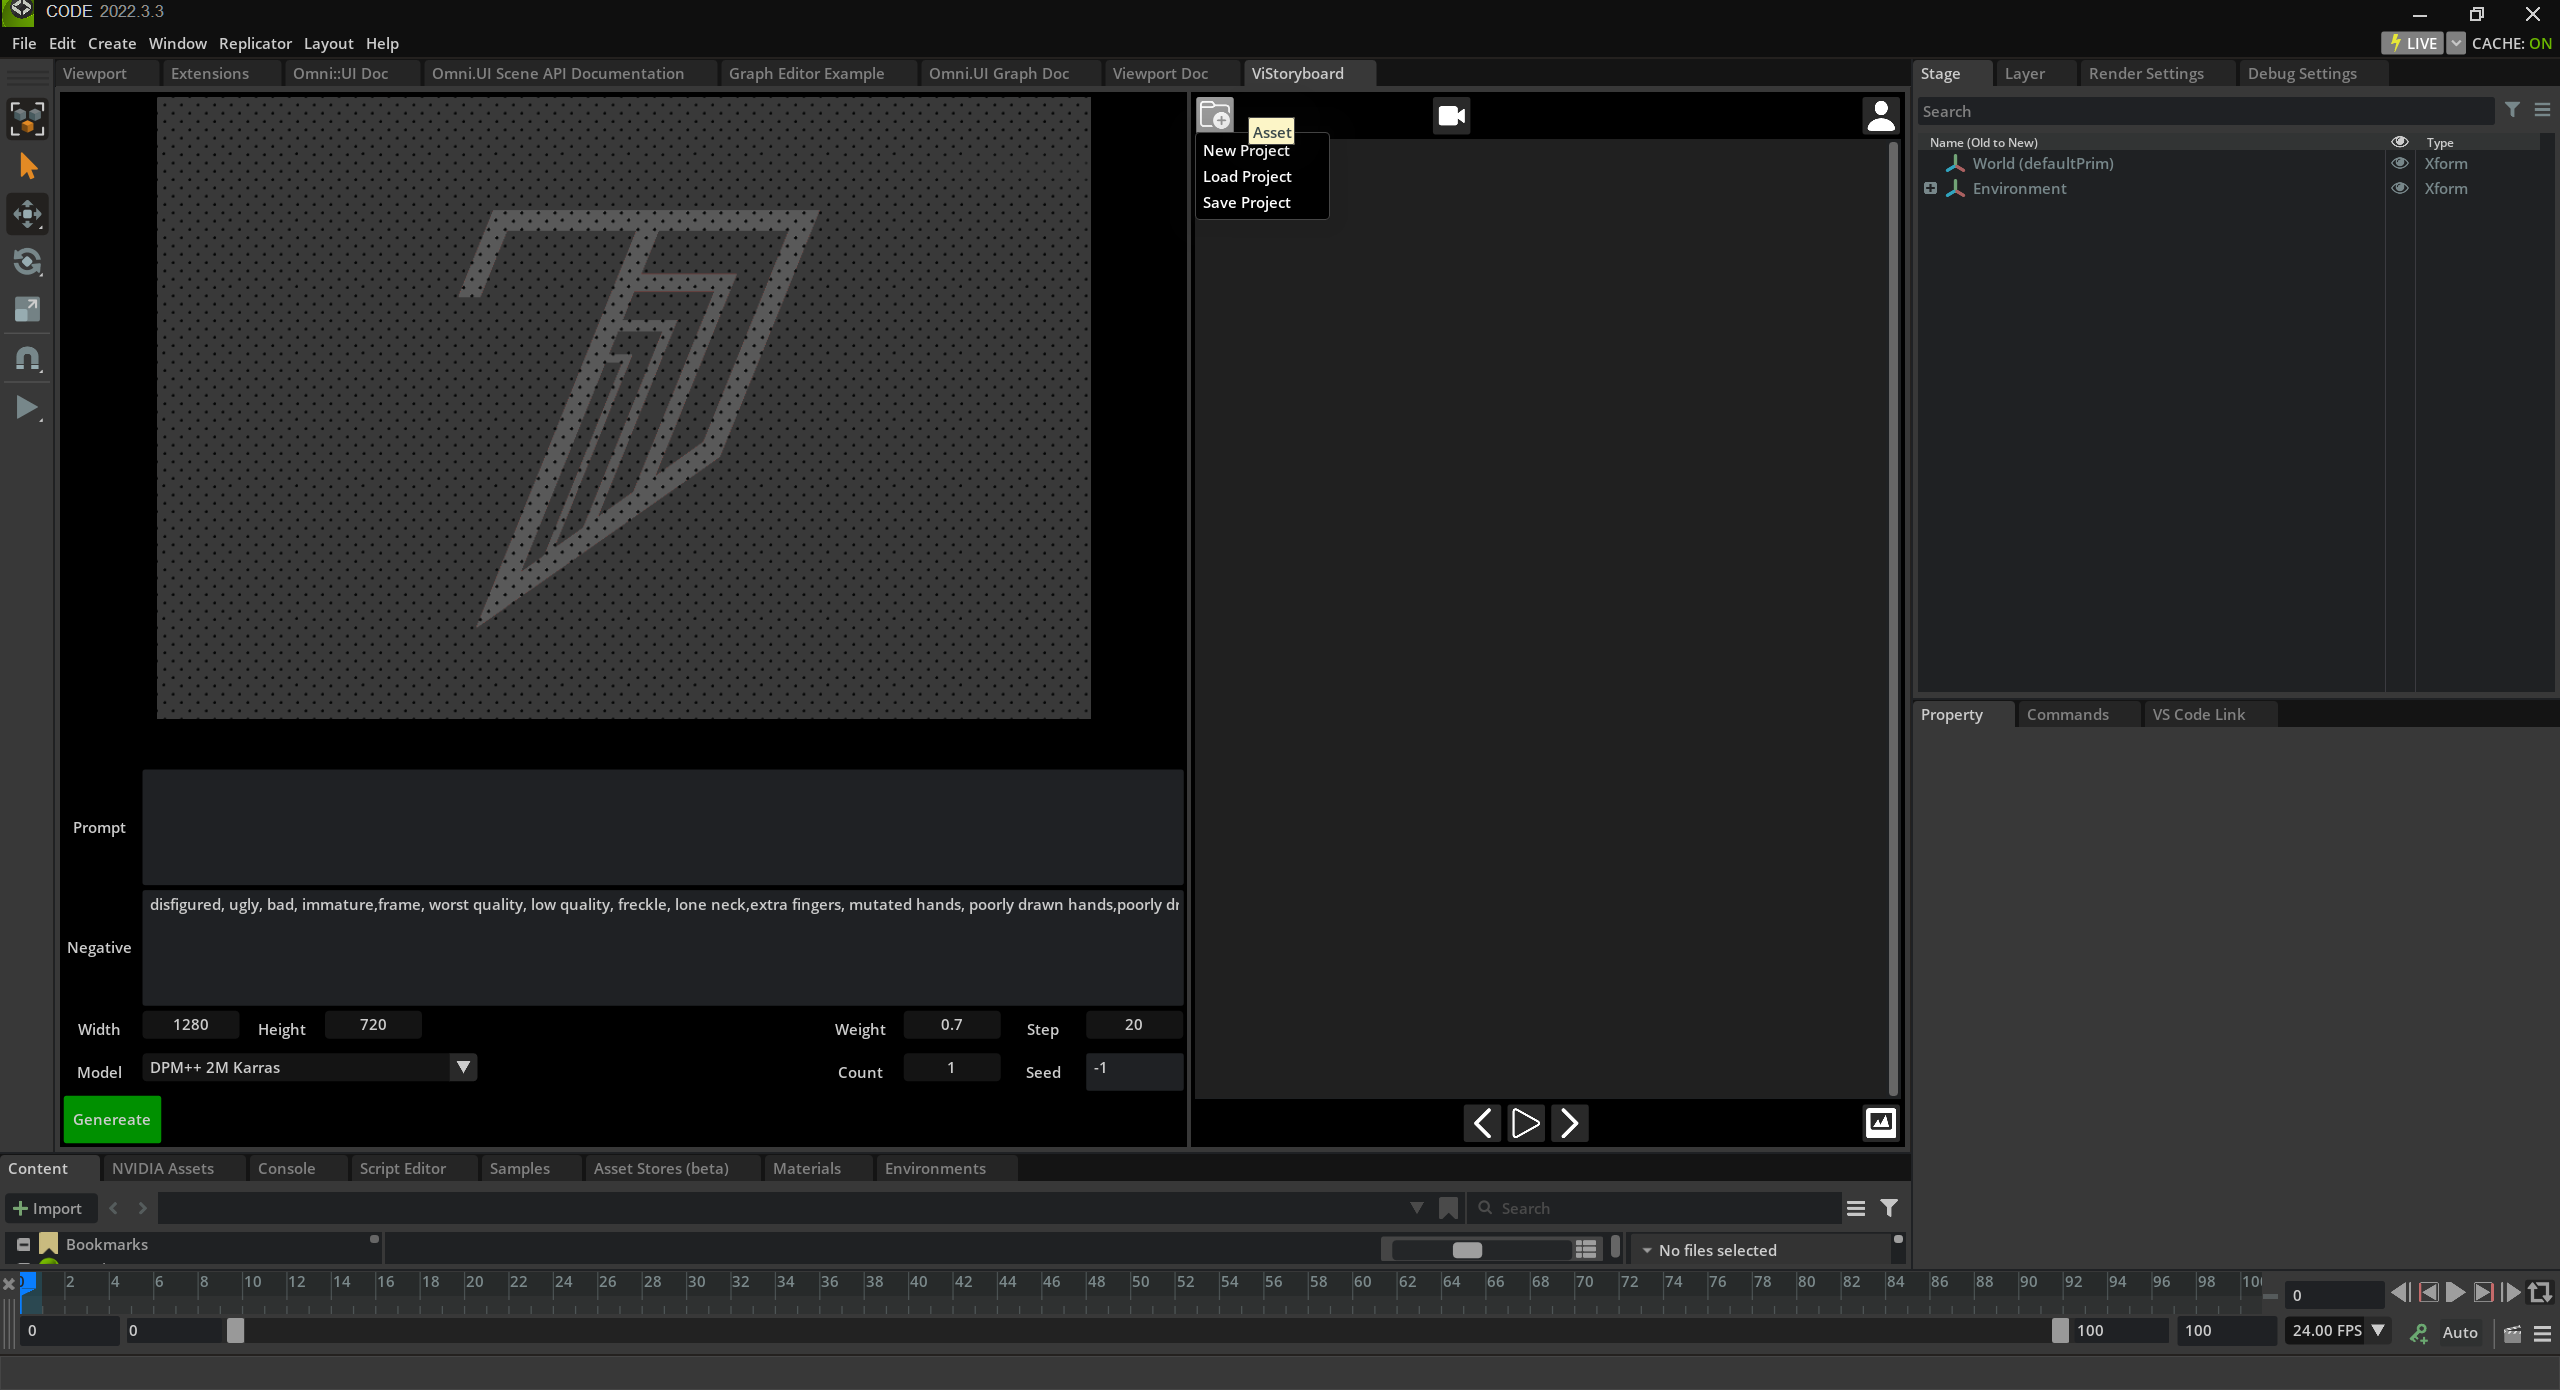 CODE 2022.3.3
File Edit Create Window Replicator Layout Help
LIVE CACHE: ON
Viewport Extensions Omni::UI Doc Omni.UI Scene API Documentation Graph Editor Example Omni.UI Graph Doc Viewport Doc ViStoryboard
Stage Layer Render Settings Debug Settings
Search
Name (Old to New) Type
World (defaultPrim) Xform
Environment Xform
Asset
New Project
Load Project
Save Project
Property Commands VS Code Link
Prompt
disfigured, ugly, bad, immature,frame, worst quality, low quality, freckle, lone neck,extra fingers, mutated hands, poorly drawn hands,poorly
Negative
Width 1280 Height 720 Weight 0.7 Step 20
Model DPM++ 2M Karras Count 1 Seed -1
Genereate
Content NVIDIA Assets Console Script Editor Samples Asset Stores (beta) Materials Environments
Import Search
Bookmarks No files selected
0 2 4 6 8 10 12 14 16 18 20 22 24 26 28 30 32 34 36 38 40 42 44 46 48 50 52 54 56 58 60 62 64 66 68 70 72 74 76 78 80 82 84 86 88 90 92 94 96 98 0
0 0 100 100 24.00 FPS Auto